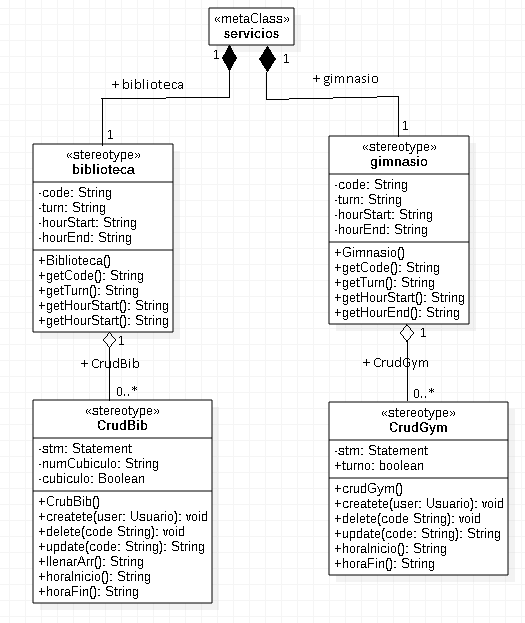 «metaClass»
servicios
1
1
+ biblioteca
+ gimnasio
1
1
«stereotype»
biblioteca
-code: String
-turn: String
-hourStart: String
-hourEnd: String
+Biblioteca()
+getCode(): String
+getTurn(): String
+getHourStart(): String
+getHourStart(): String
«stereotype»
gimnasio
-code: String
-turn: String
-hourStart: String
-hourEnd: String
+Gimnasio()
+getCode(): String
+getTurn(): String
+getHourStart(): String
+getHourEnd(): String
1
+ CrudBib
0..*
1
+ CrudGym
0..*
«stereotype»
CrudBib
-stm: Statement
-numCubiculo: String
-cubiculo: Boolean
+CrubBib()
+createte(user: Usuario): void
+delete(code String): void
+update(code: String): String
+llenarArr(): String
+horaInicio(): String
+horaFin(): String
«stereotype»
CrudGym
-stm: Statement
+turno: boolean
+crudGym()
+createte(user: Usuario): void
+delete(code String): void
+update(code: String): String
+horaInicio(): String
+horaFin(): String